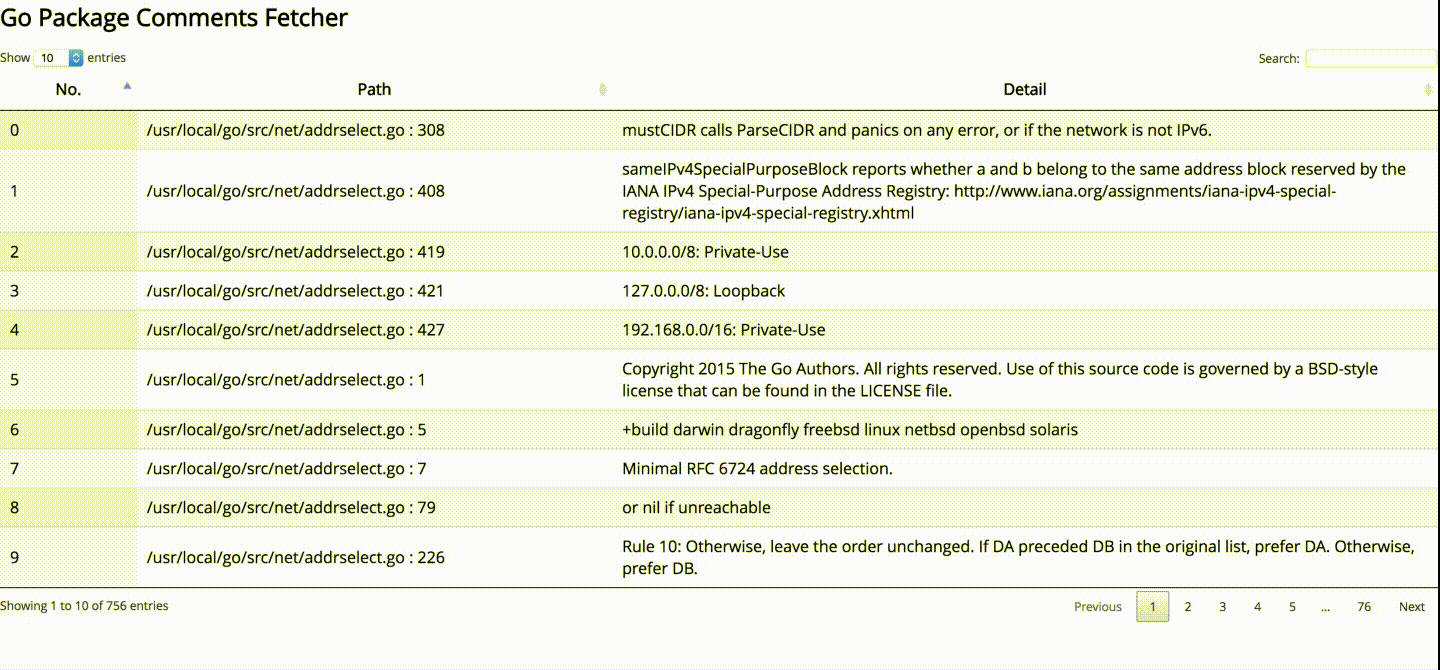 Go Package Comments Fetcher
Show 10 entries
Search:
No. Path Detail
0 /usr/local/go/src/net/addrselect.go : 308 mustCIDR calls ParseCIDR and panics on any error, or if the network is not IPv6.
sameIPv4SpecialPurposeBlock reports whether a and b belong to the same address block reserved by the
1 /usr/local/go/src/net/addrselect.go : 408 IANA IPv4 Special-Purpose Address Registry: http://www.iana.org/assignments/iana-ipv4-special-
registry/iana-ipv4-special-registry.xhtml
2 /usr/local/go/src/net/addrselect.go : 419 10.0.0.0/8: Private-Use
3 /usr/local/go/src/net/addrselect.go : 421 127.0.0.0/8: Loopback
4 /usr/local/go/src/net/addrselect.go : 427 192.168.0.0/16: Private-Use
5 /usr/local/go/src/net/addrselect.go : 1 Copyright 2015 The Go Authors. All rights reserved. Use of this source code is governed by a BSD-style
license that can be found in the LICENSE file.
6 /usr/local/go/src/net/addrselect.go : 5 +build darwin dragonfly freebsd linux netbsd openbsd solaris
7 /usr/local/go/src/net/addrselect.go : 7 Minimal RFC 6724 address selection.
8 /usr/local/go/src/net/addrselect.go : 79 or nil if unreachable
9 /usr/local/go/src/net/addrselect.go : 226 Rule 10: Otherwise, leave the order unchanged. If DA preceded DB in the original list, prefer DA. Otherwise,
prefer DB.
Showing 1 to 10 of 756 entries
Previous 1 2 3 4 5 ... 76 Next